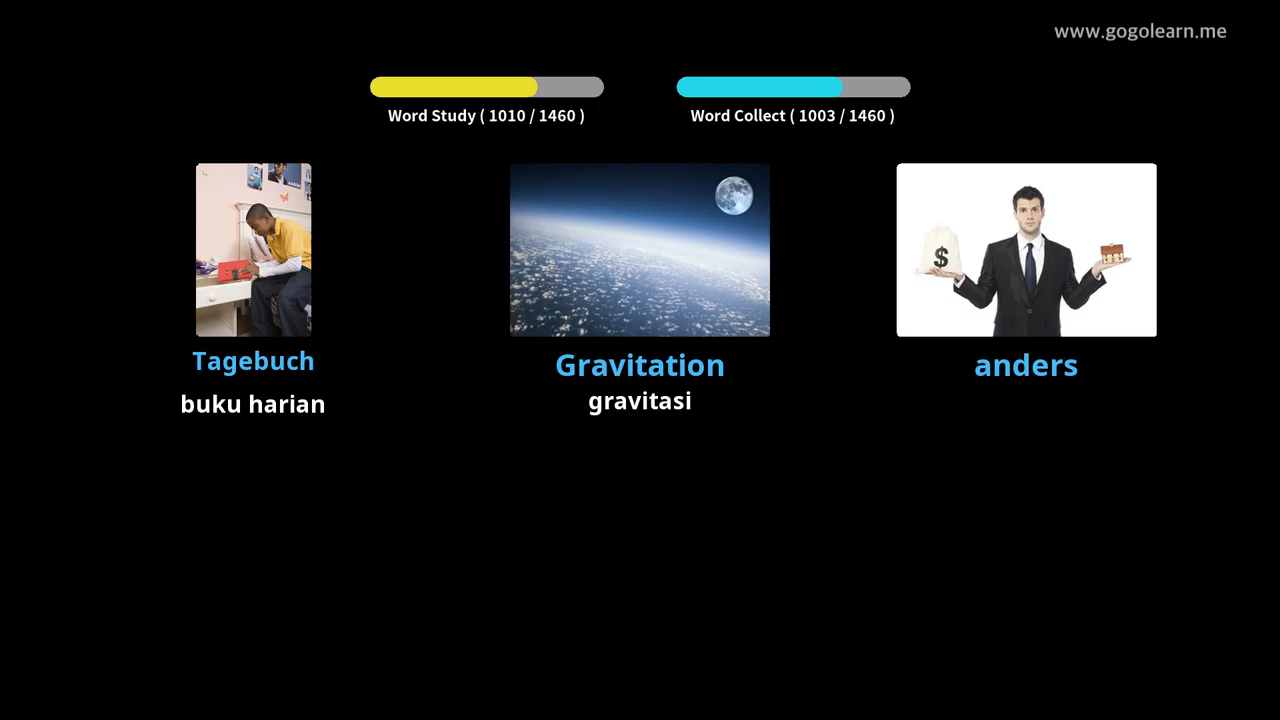 www.gogolearn.me
Word Study ( 1010 / 1460 )
Word Collect ( 1003 / 1460 )
$
Tagebuch
Gravitation
anders
buku harian
gravitasi